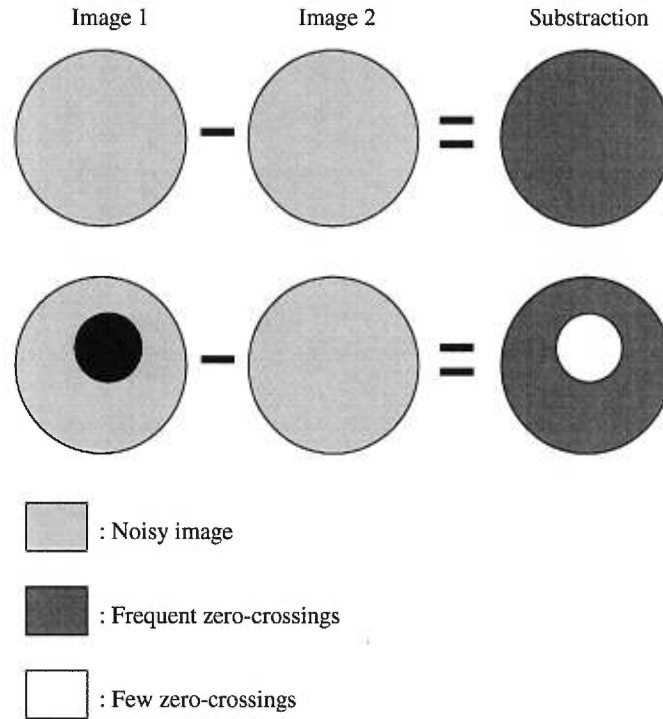 Image 1 Image 2 Substraction
: Noisy image
: Frequent zero-crossings
: Few zero-crossings